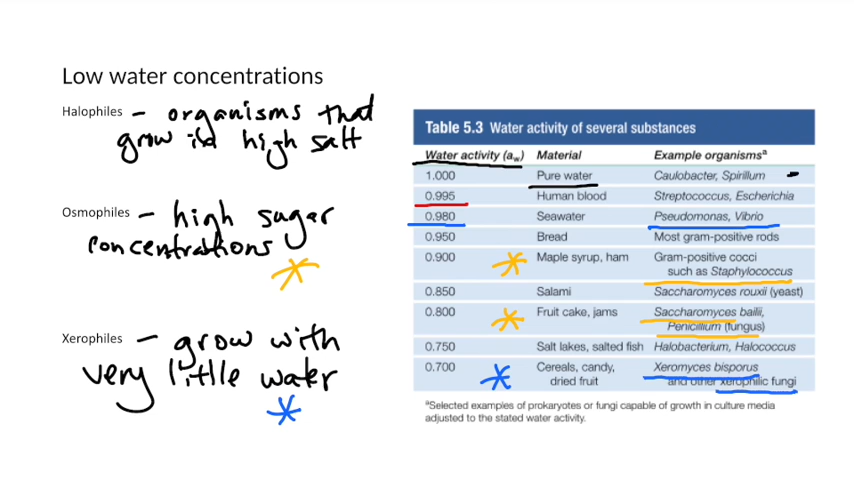 Low water concentrations
Halophiles – organisms that
grow in high salt
Osmophiles – high sugar
concentrations
Xerophiles – grow with
very little water
Table 5.3 Water activity of several substances
Water activity (aw) Material Example organismsᵃ
1.000 Pure water Caulobacter, Spirillum
0.995 Human blood Streptococcus, Escherichia
0.980 Seawater Pseudomonas, Vibrio
0.950 Bread Most gram-positive rods
0.900 Maple syrup, ham Gram-positive cocci
such as Staphylococcus
0.850 Salami Saccharomyces rouxii (yeast)
0.800 Fruit cake, jams Saccharomyces bailii,
Penicillium (fungus)
0.750 Salt lakes, salted fish Halobacterium, Halococcus
0.700 Cereals, candy, Xeromyces bisporus
dried fruit and other xerophilic fungi
ᵃSelected examples of prokaryotes or fungi capable of growth in culture media
adjusted to the stated water activity.